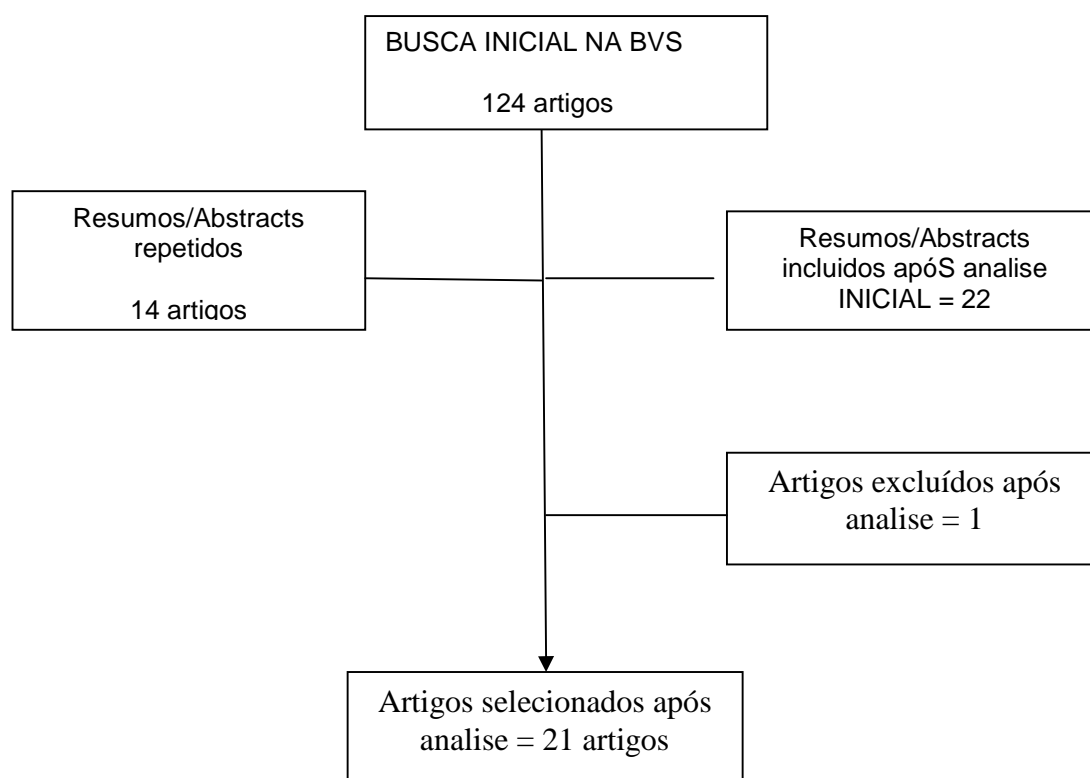 BUSCA INICIAL NA BVS
124 artigos
Resumos/Abstracts
repetidos
14 artigos
Resumos/Abstracts
incluidos apóS analise
INICIAL = 22
Artigos excluídos após
analise = 1
Artigos selecionados após
analise = 21 artigos